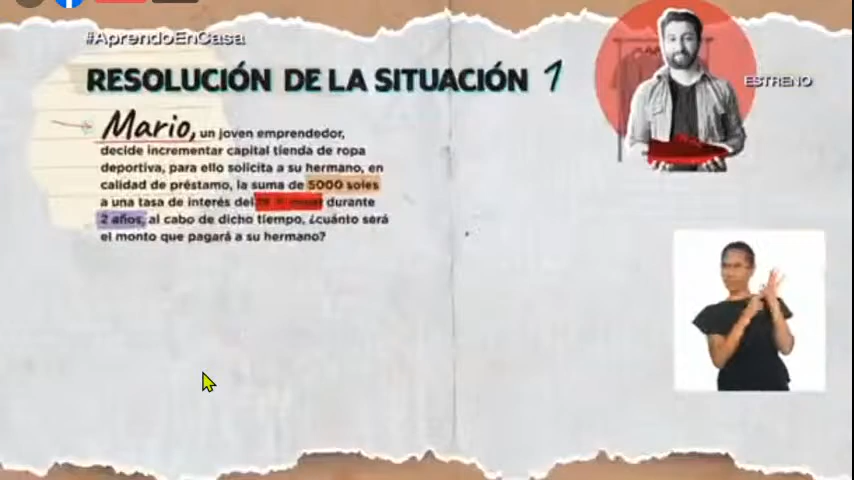 #AprendoEnCasa
RESOLUCIÓN DE LA SITUACIÓN 1
ESTRENO
Mario, un joven emprendedor,
decide incrementar capital tienda de ropa
deportiva, para ello solicita a su hermano, en
calidad de préstamo, la suma de 5000 soles
a una tasa de interés del durante
2 años, al cabo de dicho tiempo, ¿cuánto será
el monto que pagará a su hermano?